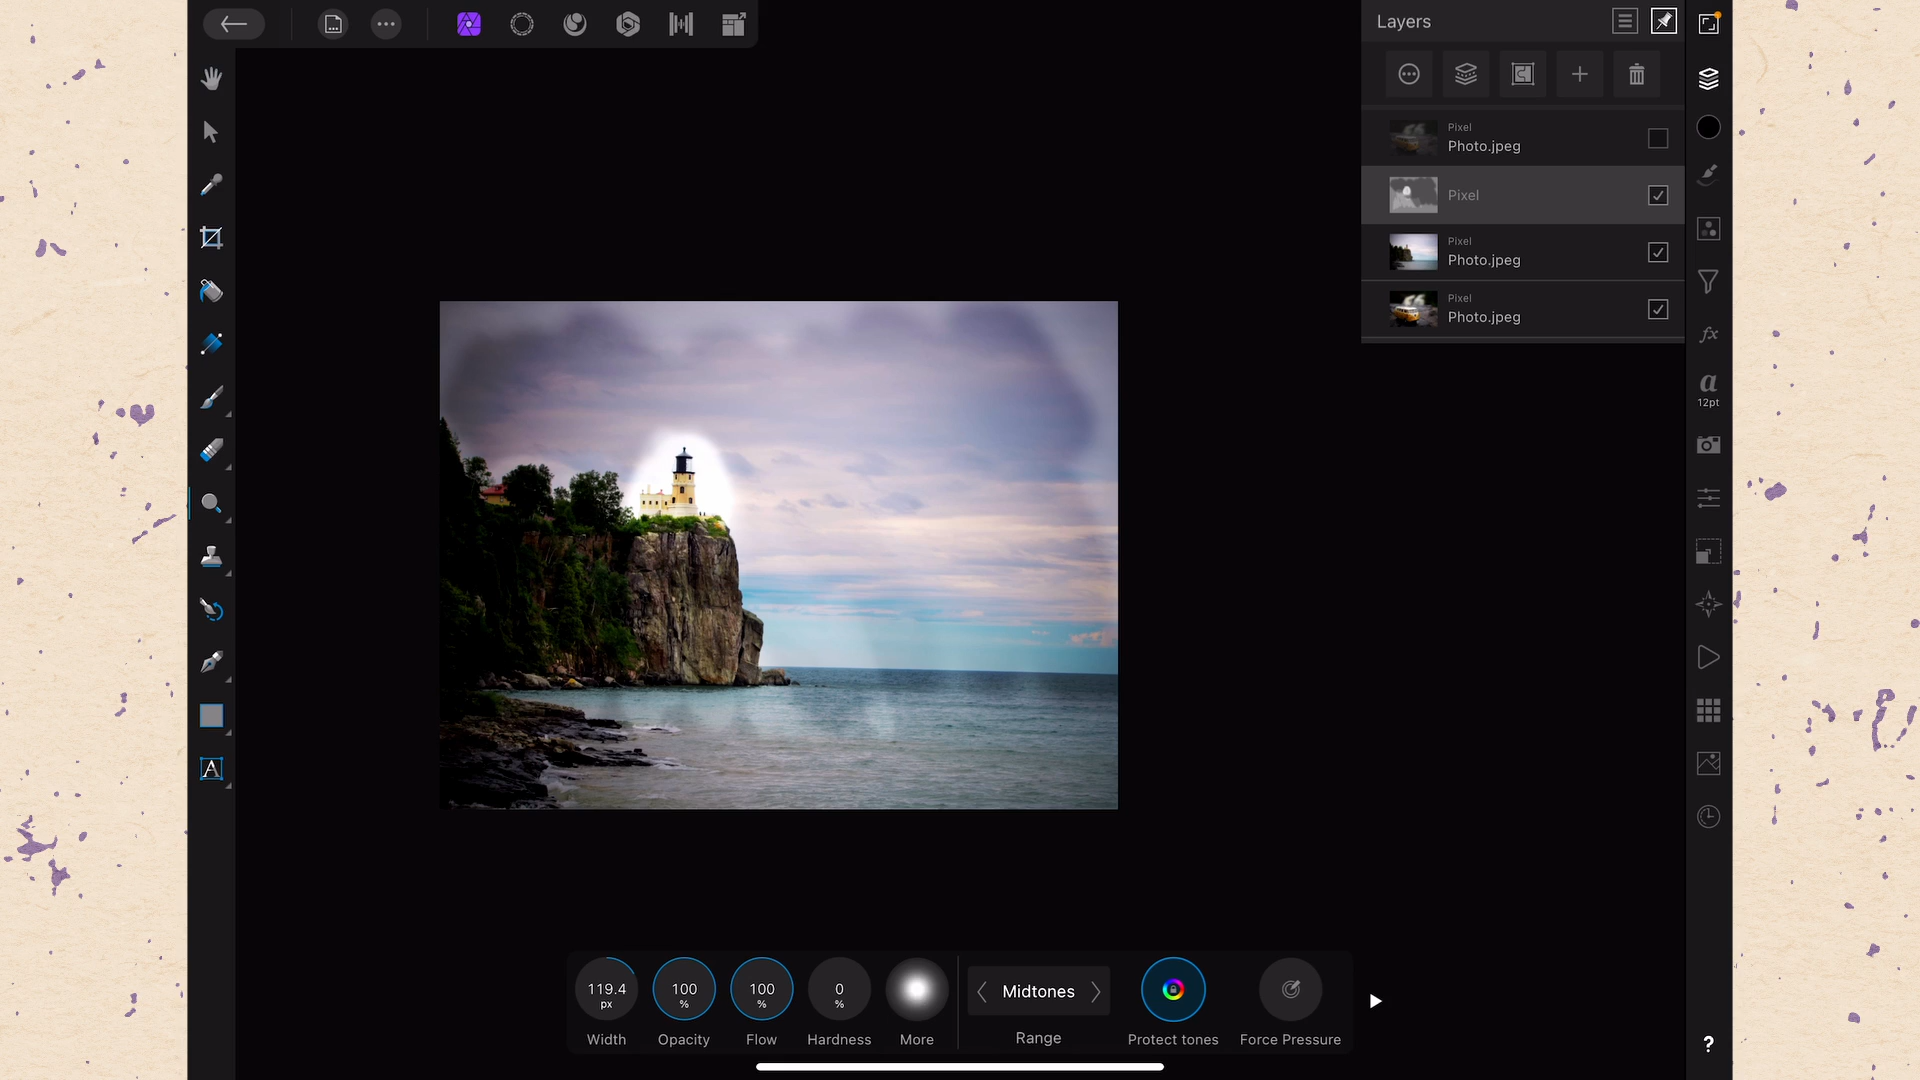 Layers
Pixel
Photo.jpeg
Pixel
Pixel
Photo.jpeg
Pixel
Photo.jpeg
fx
a
12pt
A
119.4
px
100
%
100
%
0
%
Midtones
Width
Opacity
Flow
Hardness
More
Range
Protect tones
Force Pressure
?